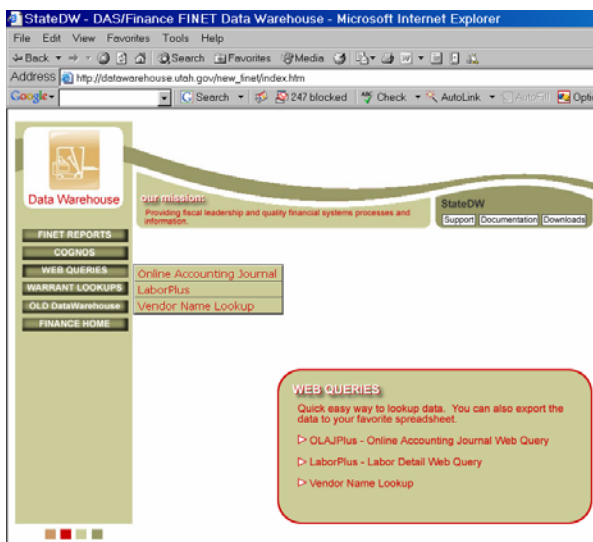 StateDW - DAS/Finance FINET Data Warehouse - Microsoft Internet Explorer
File Edit View Favorites Tools Help
Back Search Favorites Media
Address http://datawarehouse.utah.gov/new_finet/index.htm
Google Search 247 blocked Check AutoLink AutoFill Opti
Data Warehouse
our mission:
Providing fiscal leadership and quality financial systems processes and
information.
StateDW
Support Documentation Downloads
FINET REPORTS
COGNOS
WEB QUERIES
WARRANT LOOKUPS
OLD DataWarehouse
FINANCE HOME
Online Accounting Journal
LaborPlus
Vendor Name Lookup
WEB QUERIES
Quick easy way to lookup data. You can also export the
data to your favorite spreadsheet.
OLAJPlus - Online Accounting Journal Web Query
LaborPlus - Labor Detail Web Query
Vendor Name Lookup